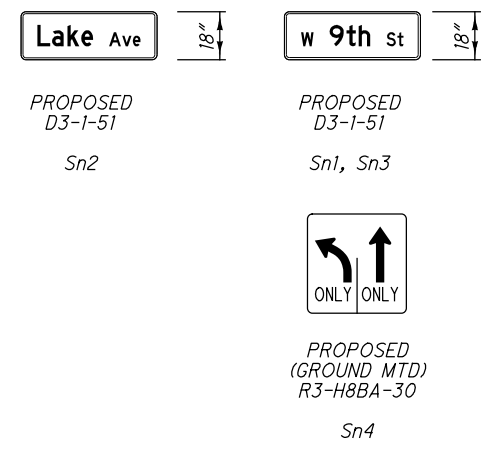 Lake Ave
18"
PROPOSED
D3-1-51
Sn2
W 9th St
18"
PROPOSED
D3-1-51
Sn1, Sn3
ONLY ONLY
PROPOSED
(GROUND MTD)
R3-H8BA-30
Sn4